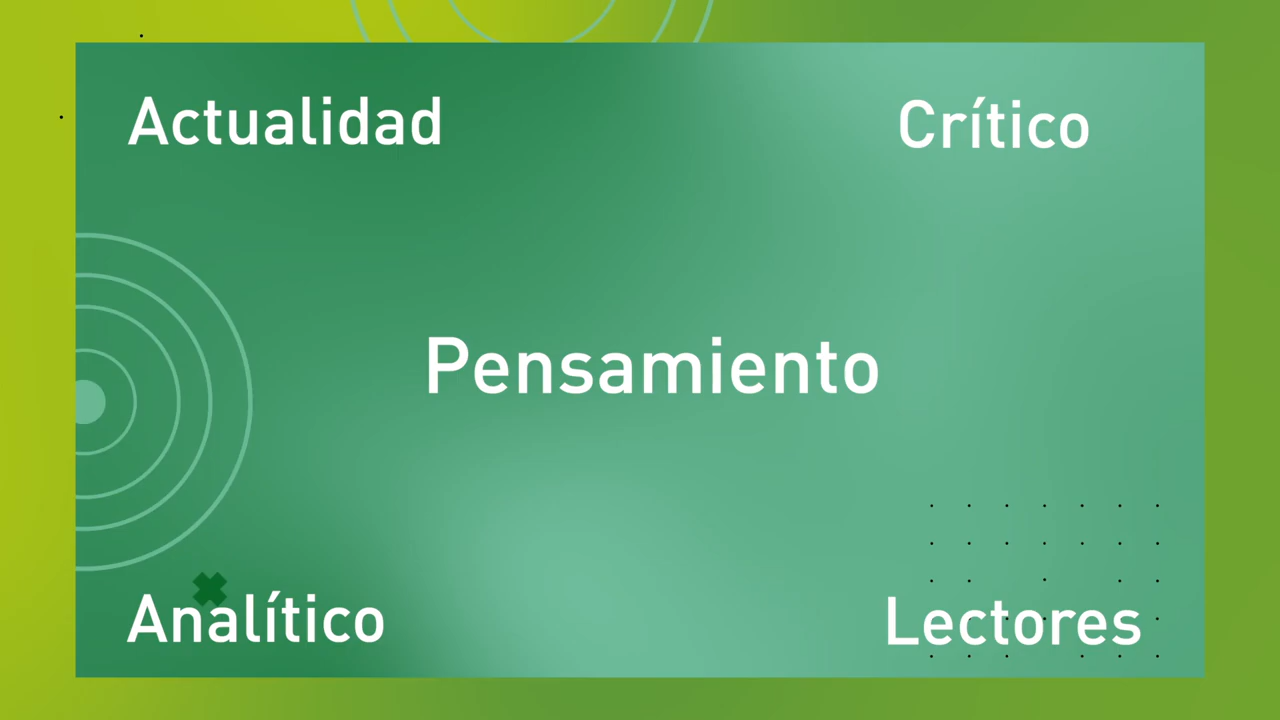 Actualidad
Crítico
Pensamiento
Analítico
Lectores